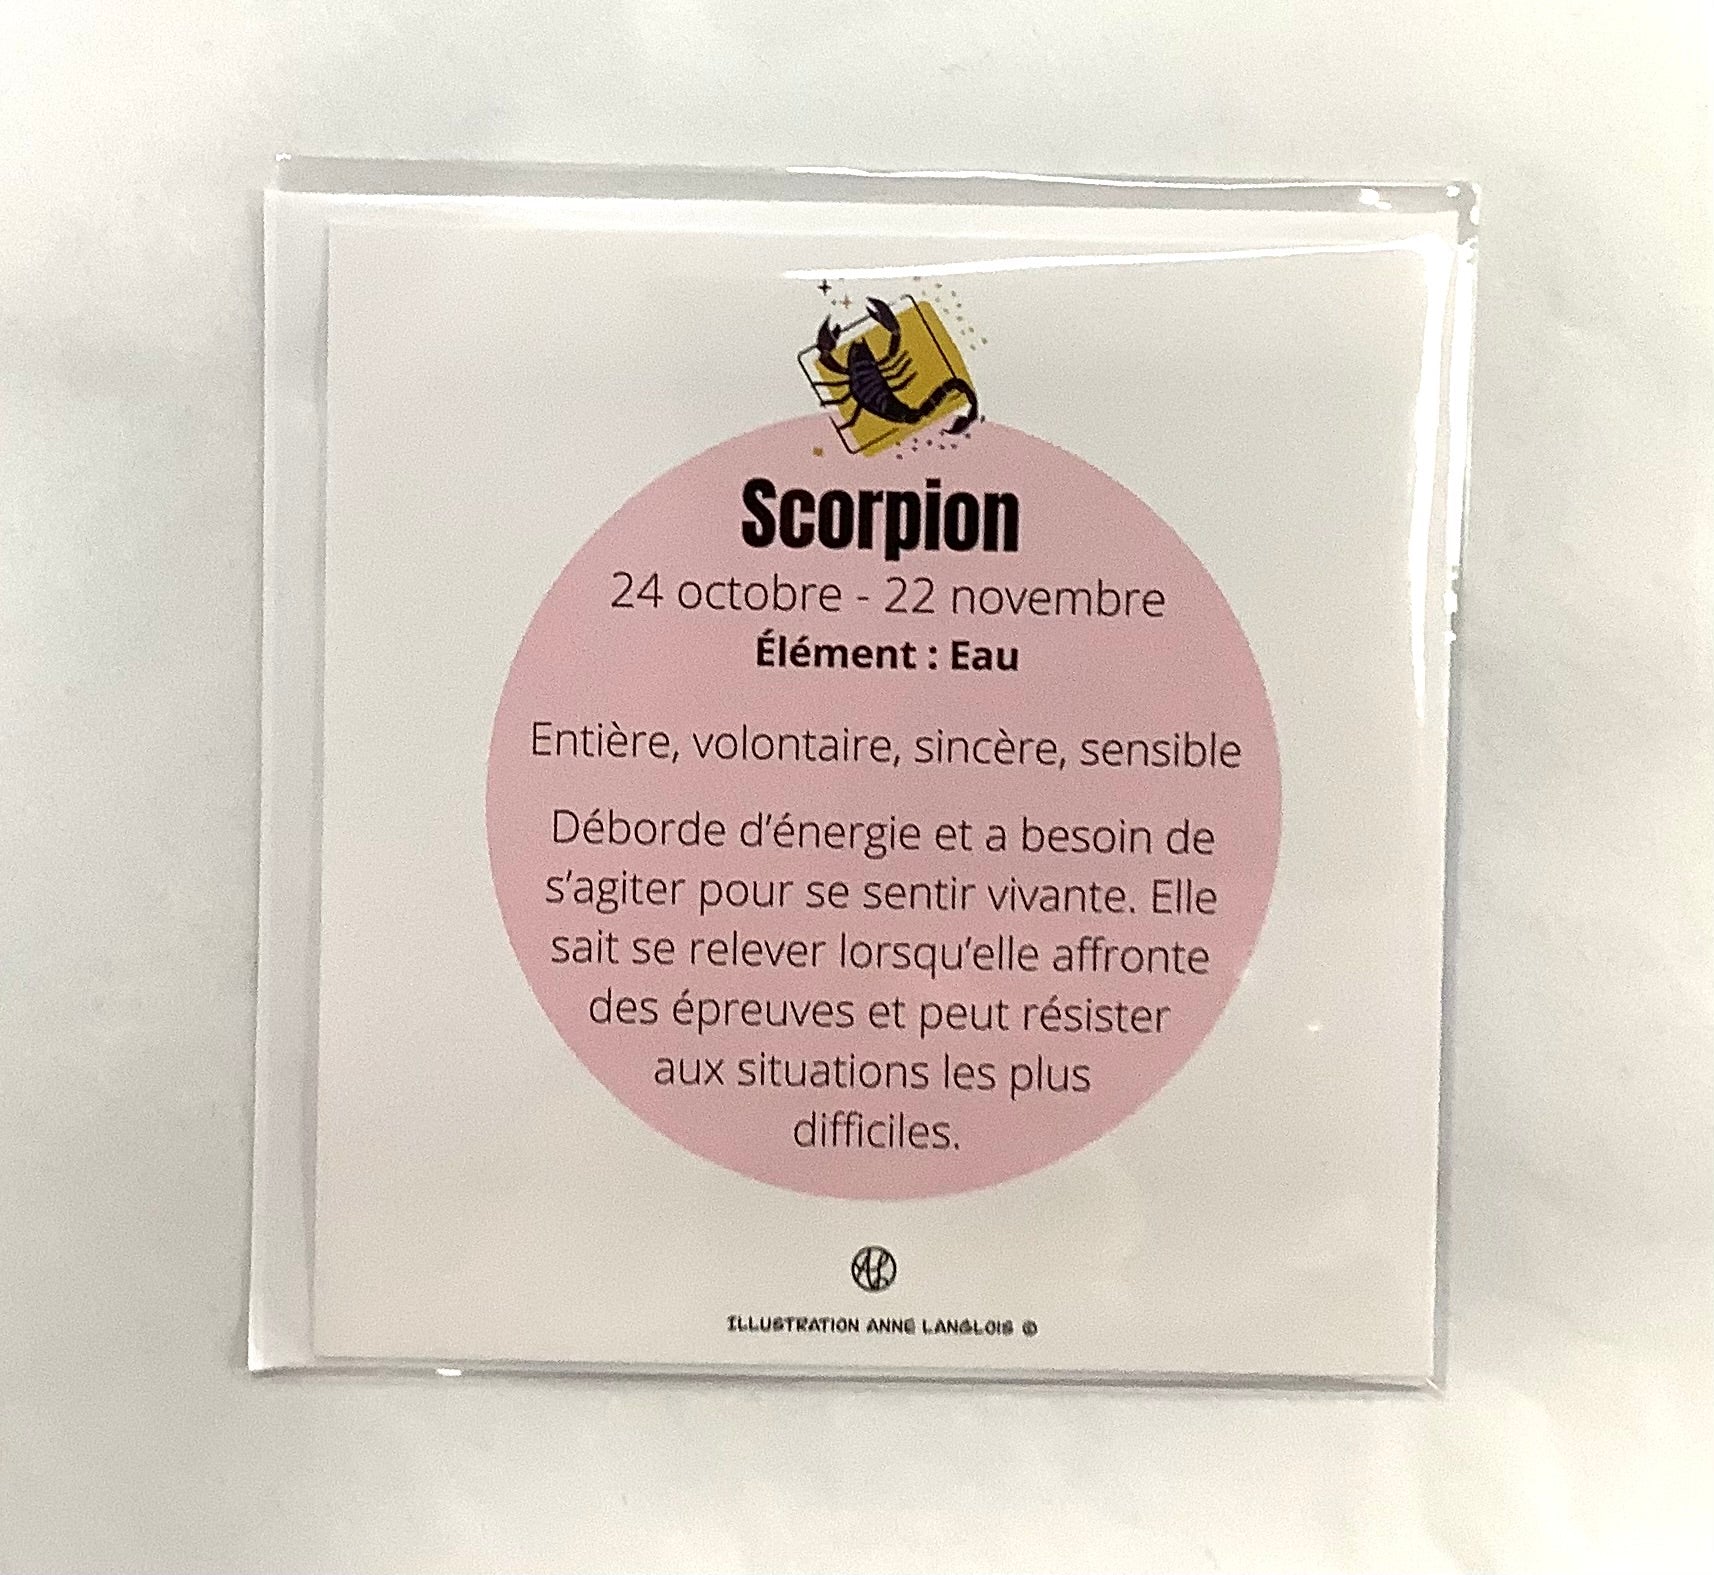 Scorpion
24 octobre - 22 novembre
Élément : Eau
Entière, volontaire, sincère, sensible
Déborde d'énergie et a besoin de
s'agiter pour se sentir vivante. Elle
sait se relever lorsqu'elle affronte
des épreuves et peut résister
aux situations les plus
difficiles.
AL
ILLUSTRATION ANNE LANGLOIS ©